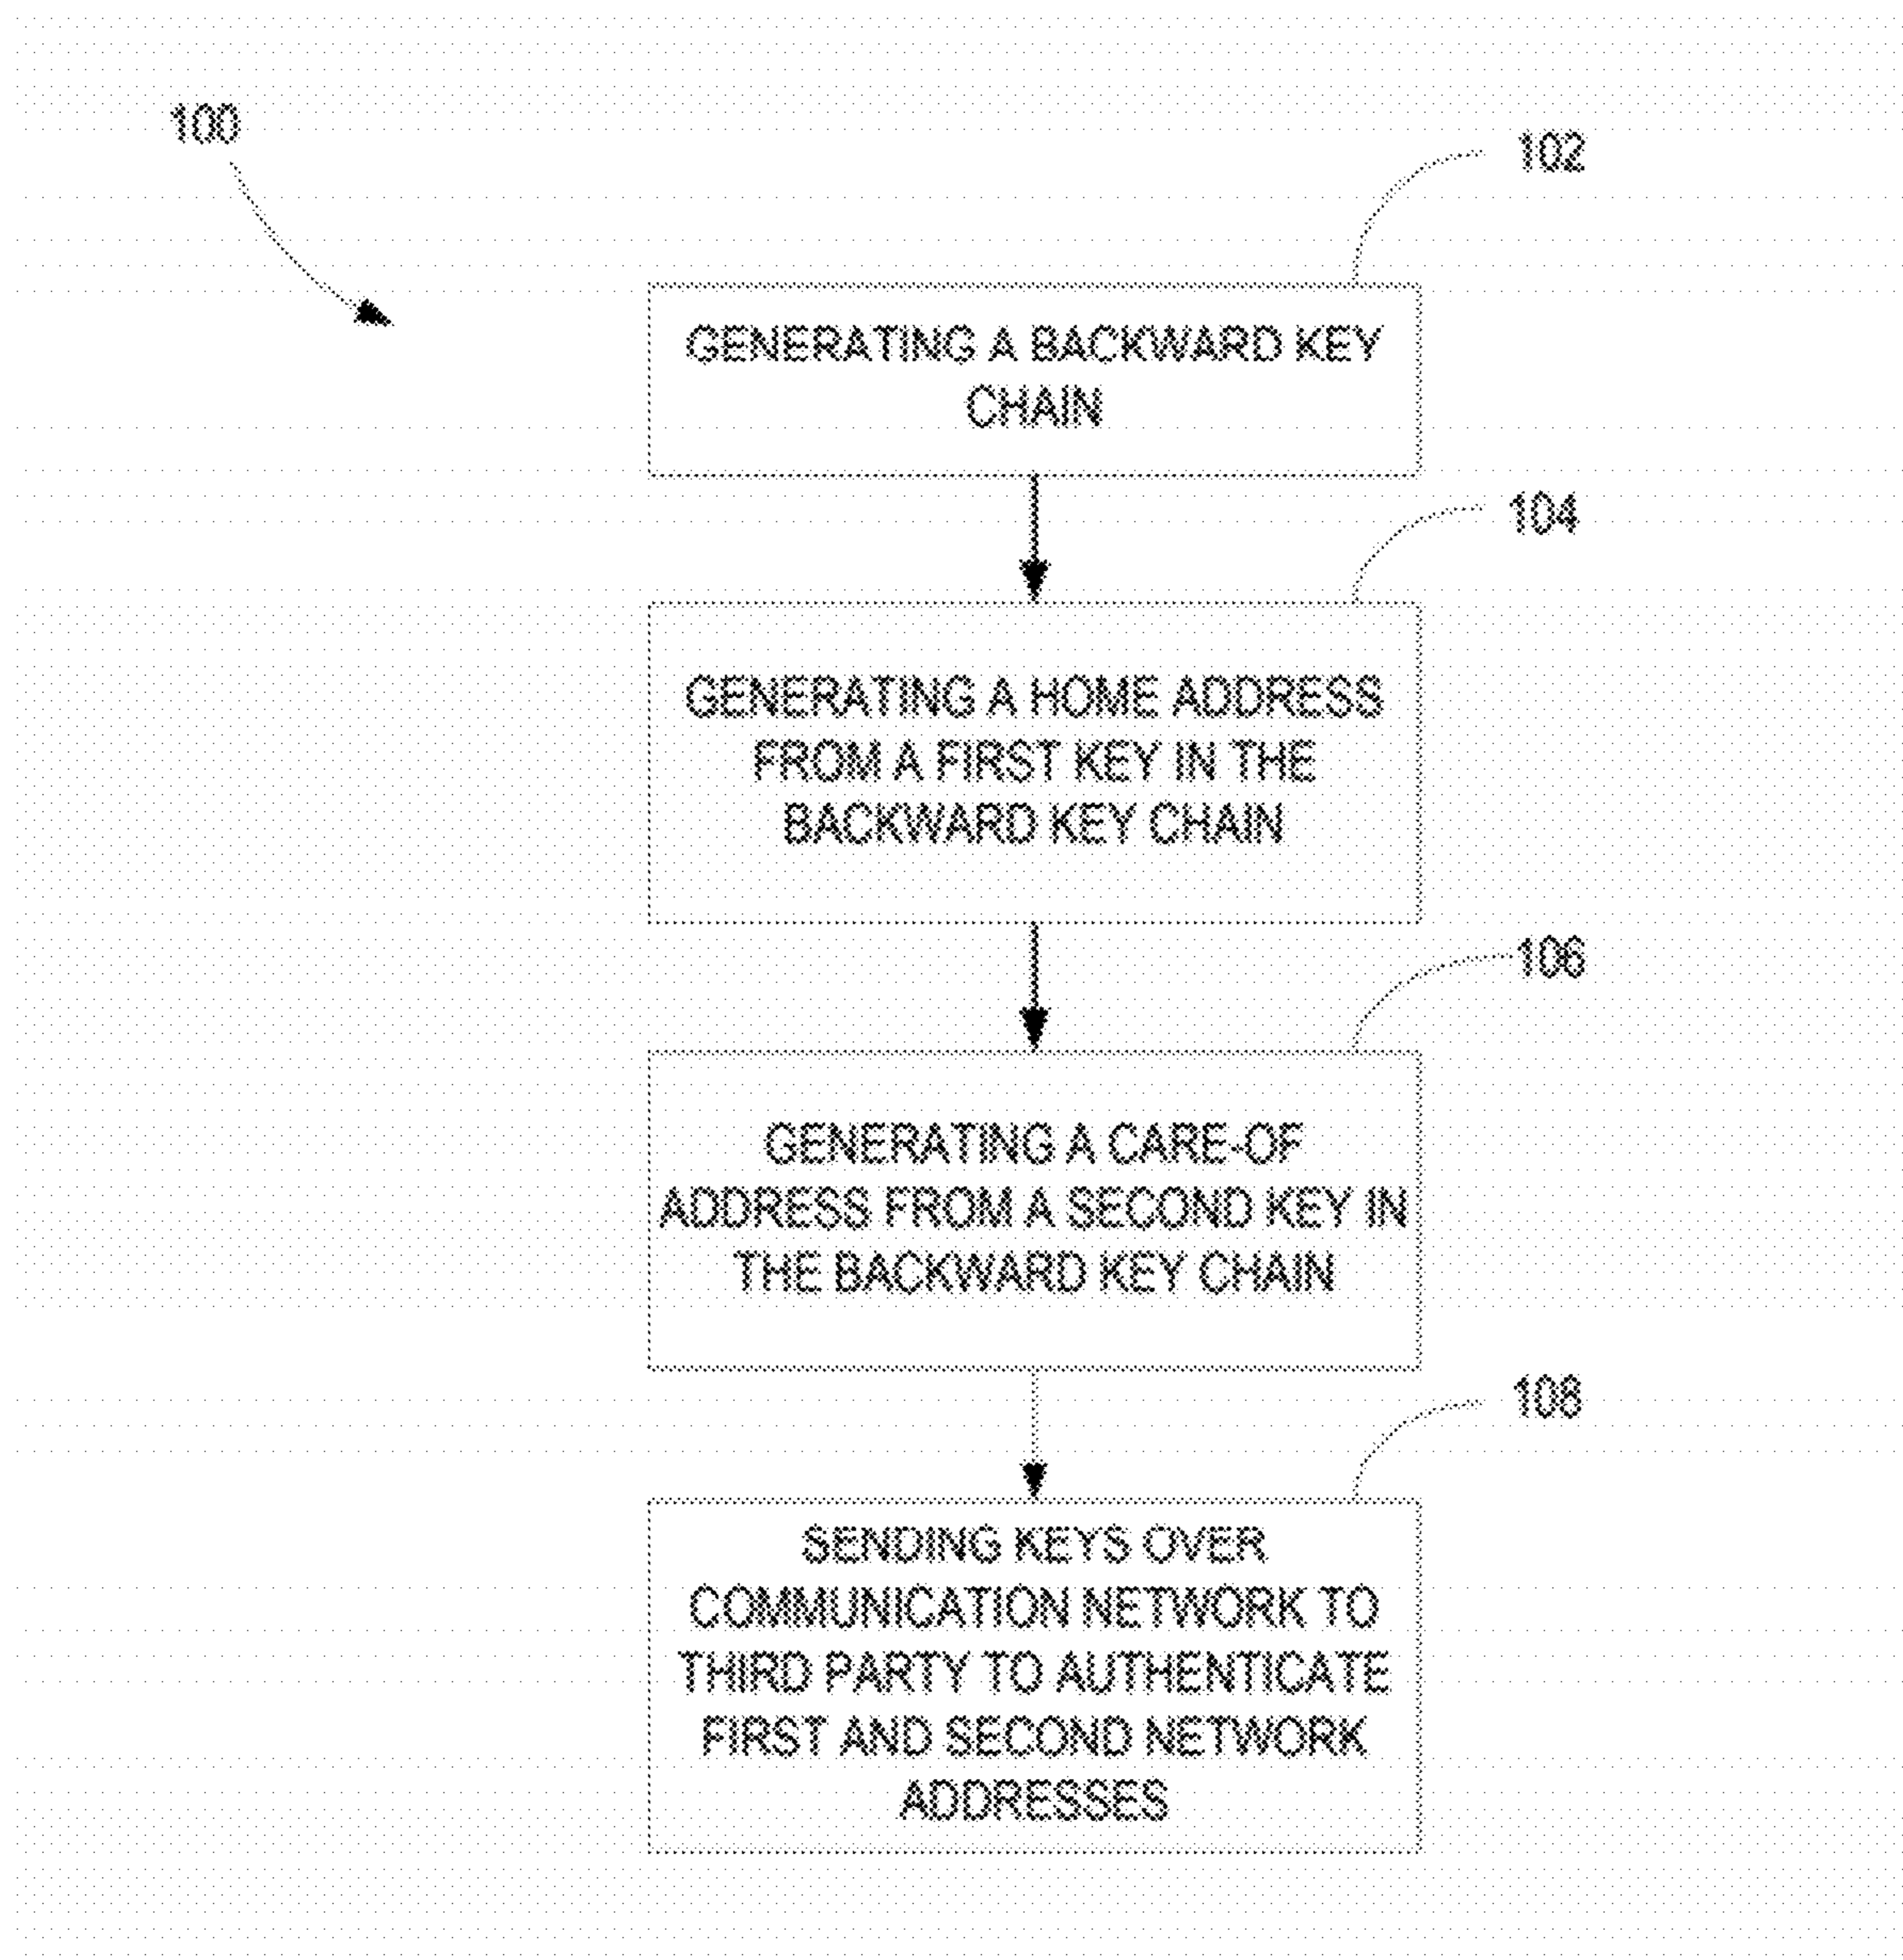 100
102
GENERATING A BACKWARD KEY
CHAIN
104
GENERATING A HOME ADDRESS
FROM A FIRST KEY IN THE
BACKWARD KEY CHAIN
106
GENERATING A CARE-OF
ADDRESS FROM A SECOND KEY IN
THE BACKWARD KEY CHAIN
108
SENDING KEYS OVER
COMMUNICATION NETWORK TO
THIRD PARTY TO AUTHENTICATE
FIRST AND SECOND NETWORK
ADDRESSES